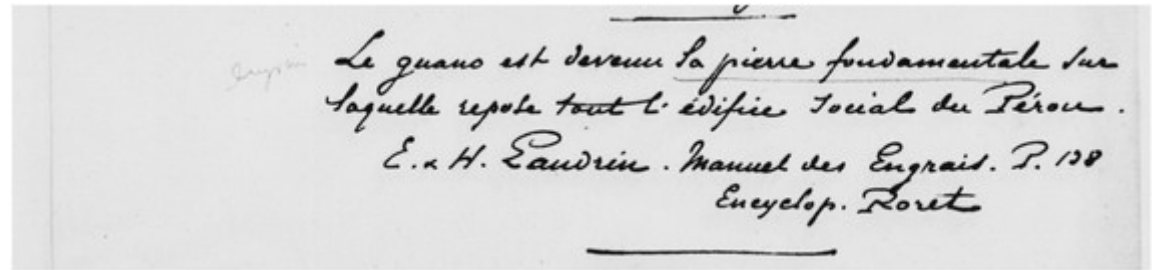 Le guano est devenu la pierre fondamentale sur
laquelle repose tout l'édifice social du Pérou.
E. & H. Landrin. Manuel des Engrais. P. 138
Encyclop. Roret